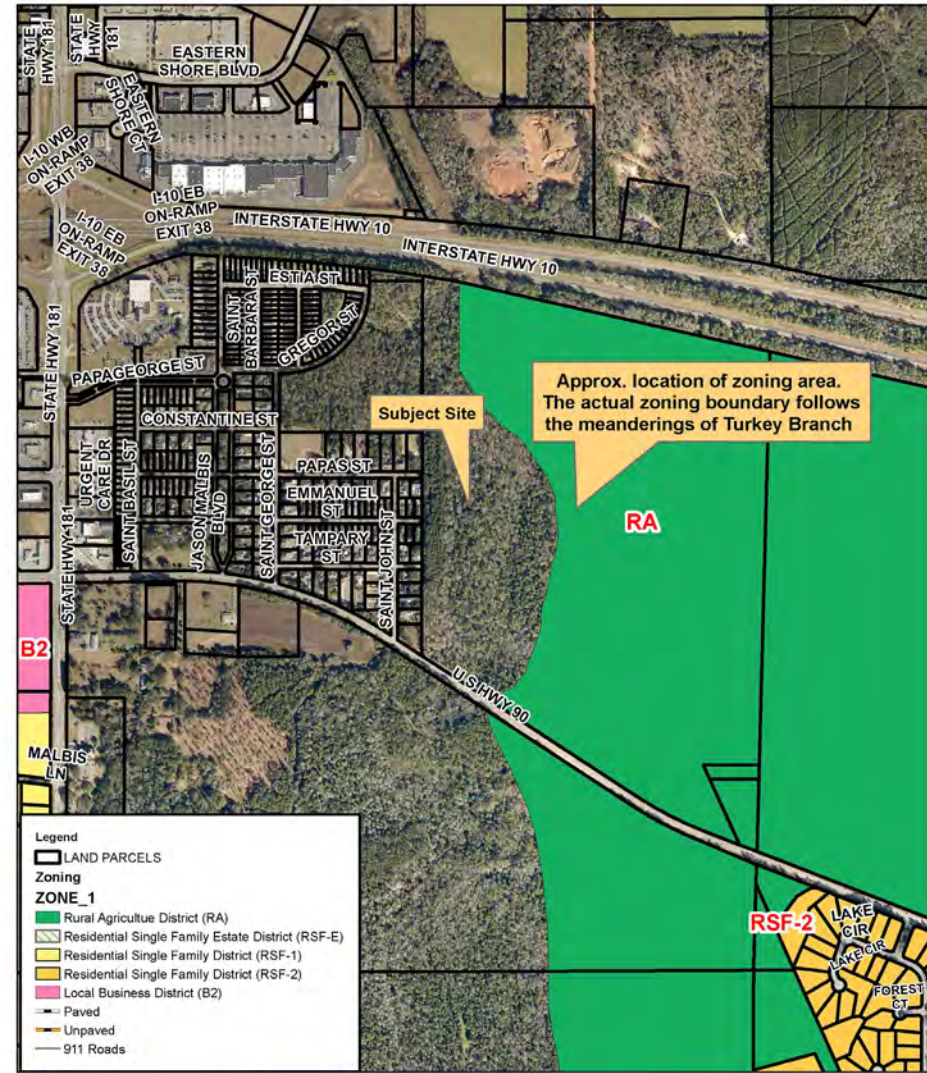 STATE
HWY
181
STATE
HWY
181
EASTERN
SHORE BLVD
EASTERN
SHORE CT
I-10 WB
ON-RAMP
EXIT 38
I-10 EB
ON-RAMP
EXIT 38
INTERSTATE HWY 10
INTERSTATE HWY 10
I-10 EB
ON-RAMP
EXIT 38
ESTIA ST
SAINT
BARBARA ST
GREGOR ST
STATE HWY 181
PAPAGEORGE ST
Approx. location of zoning area.
The actual zoning boundary follows
the meanderings of Turkey Branch
Subject Site
CONSTANTINE ST
URGENT
CARE DR
SAINT BASIL ST
JASON MALBIS
BLVD
SAINT GEORGE ST
PAPAS ST
EMMANUEL
ST
TAMPARY
ST
SAINT JOHN ST
RA
STATE HWY 181
B2
U S HWY 90
MALBIS
LN
Legend
LAND PARCELS
Zoning
ZONE_1
Rural Agricultue District (RA)
Residential Single Family Estate District (RSF-E)
Residential Single Family District (RSF-1)
Residential Single Family District (RSF-2)
Local Business District (B2)
Paved
Unpaved
911 Roads
RSF-2
LAKE
CIR
LAKE CIR
FOREST
CT